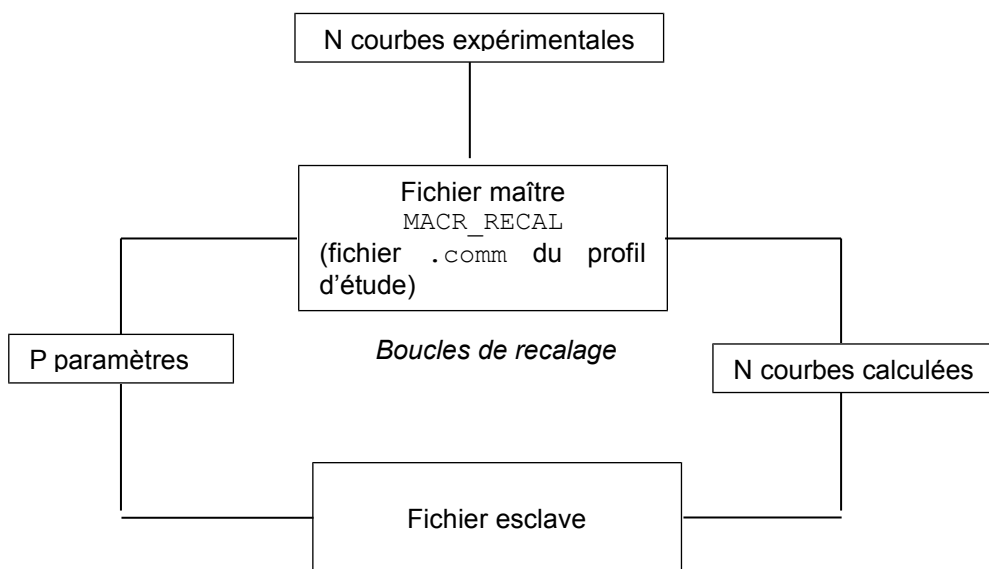 N courbes expérimentales
Fichier maître
MACR_RECAL
(fichier .comm du profil
d'étude)
P paramètres
Boucles de recalage
N courbes calculées
Fichier esclave